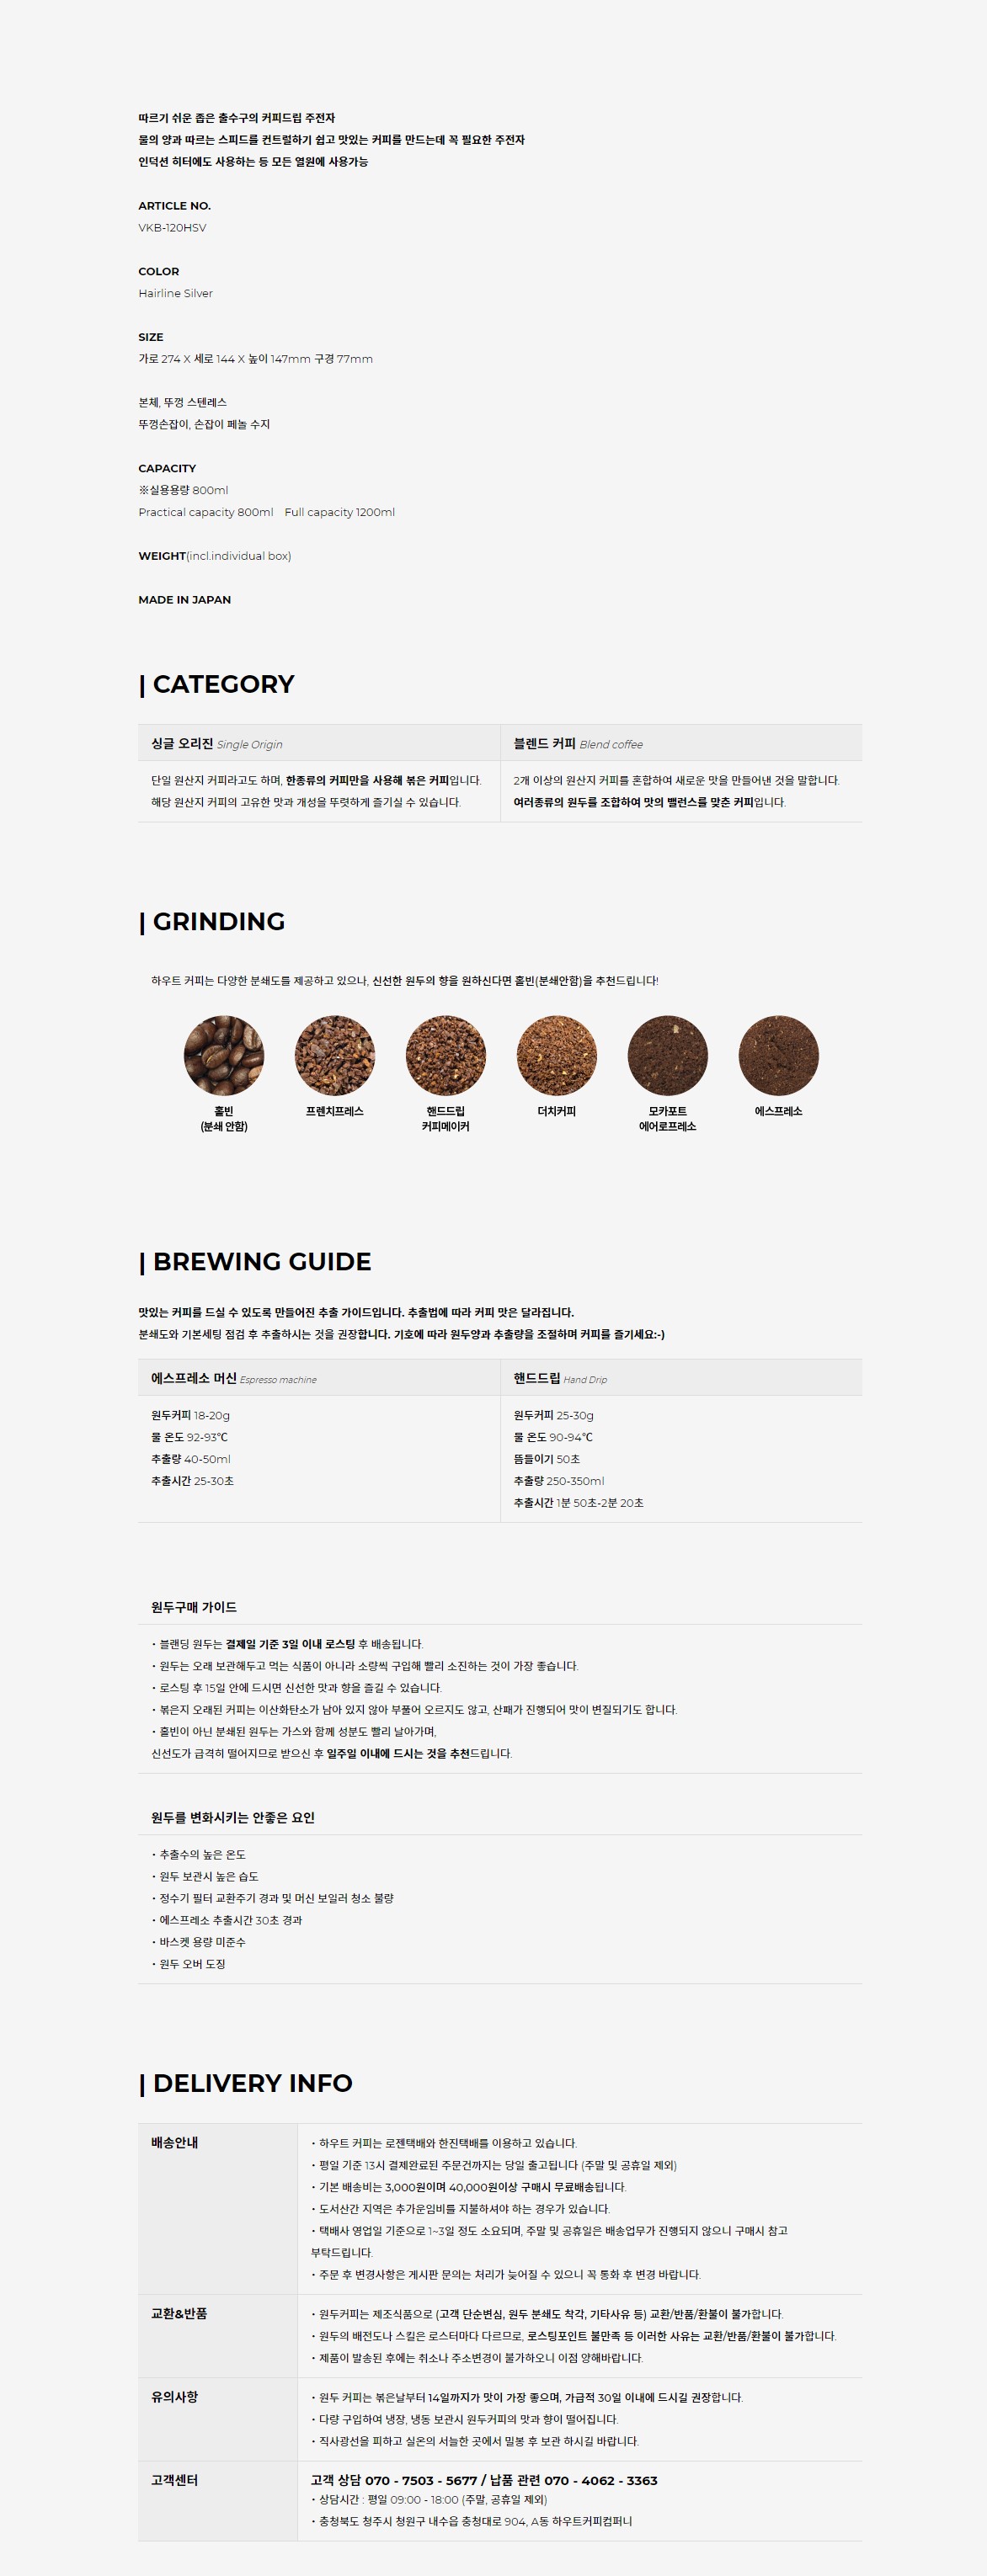 따르기 쉬운 좁은 출수구의 커피드립 주전자
물의 양과 따르는 스피드를 컨트럴하기 쉽고 맛있는 커피를 만드는데 꼭 필요한 주전자
인덕션 히터에도 사용하는 등 모든 열원에 사용가능
ARTICLE NO.
VKB-120HSV
COLOR
Hairline Silver
SIZE
가로 274 X 세로 144 X 높이 147mm 구경 77mm
본체, 뚜껑 스텐레스
뚜껑손잡이, 손잡이 페놀 수지
CAPACITY
※실용용량 800ml
Practical capacity 800ml Full capacity 1200ml
WEIGHT(incl.individual box)
MADE IN JAPAN
| CATEGORY
싱글 오리진 Single Origin
단일 원산지 커피라고도 하며, 한종류의 커피만을 사용해 볶은 커피입니다.
해당 원산지 커피의 고유한 맛과 개성을 뚜렷하게 즐기실 수 있습니다.
블렌드 커피 Blend coffee
2개 이상의 원산지 커피를 혼합하여 새로운 맛을 만들어낸 것을 말합니다.
여러종류의 원두를 조합하여 맛의 밸런스를 맞춘 커피입니다.
| GRINDING
하우트 커피는 다양한 분쇄도를 제공하고 있으나, 신선한 원두의 향을 원하신다면 홀빈(분쇄안함)을 추천드립니다!
홀빈
(분쇄 안함)
프렌치프레스
핸드드립
커피메이커
더치커피
모카포트
에어로프레소
에스프레소
| BREWING GUIDE
맛있는 커피를 드실 수 있도록 만들어진 추출 가이드입니다. 추출법에 따라 커피 맛은 달라집니다.
분쇄도와 기본세팅 점검 후 추출하시는 것을 권장합니다. 기호에 따라 원두양과 추출량을 조절하며 커피를 즐기세요:-)
에스프레소 머신 Espresso machine
원두커피 18-20g
물 온도 92-93℃
추출량 40-50ml
추출시간 25-30초
핸드드립 Hand Drip
원두커피 25-30g
물 온도 90-94℃
뜸들이기 50초
추출량 250-350ml
추출시간 1분 50초-2분 20초
원두구매 가이드
• 블랜딩 원두는 결제일 기준 3일 이내 로스팅 후 배송됩니다.
• 원두는 오래 보관해두고 먹는 식품이 아니라 소량씩 구입해 빨리 소진하는 것이 가장 좋습니다.
• 로스팅 후 15일 안에 드시면 신선한 맛과 향을 즐길 수 있습니다.
• 볶은지 오래된 커피는 이산화탄소가 남아 있지 않아 부풀어 오르지도 않고, 산패가 진행되어 맛이 변질되기도 합니다.
• 홀빈이 아닌 분쇄된 원두는 가스와 함께 성분도 빨리 날아가며,
신선도가 급격히 떨어지므로 받으신 후 일주일 이내에 드시는 것을 추천드립니다.
원두를 변화시키는 안좋은 요인
• 추출수의 높은 온도
• 원두 보관시 높은 습도
• 정수기 필터 교환주기 경과 및 머신 보일러 청소 불량
• 에스프레소 추출시간 30초 경과
• 바스켓 용량 미준수
• 원두 오버 도징
| DELIVERY INFO
배송안내
• 하우트 커피는 로젠택배와 한진택배를 이용하고 있습니다.
• 평일 기준 13시 결제완료된 주문건까지는 당일 출고됩니다 (주말 및 공휴일 제외)
• 기본 배송비는 3,000원이며 40,000원이상 구매시 무료배송됩니다.
• 도서산간 지역은 추가운임비를 지불하셔야 하는 경우가 있습니다.
• 택배사 영업일 기준으로 1~3일 정도 소요되며, 주말 및 공휴일은 배송업무가 진행되지 않으니 구매시 참고
부탁드립니다.
• 주문 후 변경사항은 게시판 문의는 처리가 늦어질 수 있으니 꼭 통화 후 변경 바랍니다.
교환&반품
• 원두커피는 제조식품으로 (고객 단순변심, 원두 분쇄도 착각, 기타사유 등) 교환/반품/환불이 불가합니다.
• 원두의 배전도나 스킬은 로스터마다 다르므로, 로스팅포인트 불만족 등 이러한 사유는 교환/반품/환불이 불가합니다.
• 제품이 발송된 후에는 취소나 주소변경이 불가하오니 이점 양해바랍니다.
유의사항
• 원두 커피는 볶은날부터 14일까지가 맛이 가장 좋으며, 가급적 30일 이내에 드시길 권장합니다.
• 다량 구입하여 냉장, 냉동 보관시 원두커피의 맛과 향이 떨어집니다.
• 직사광선을 피하고 실온의 서늘한 곳에서 밀봉 후 보관 하시길 바랍니다.
고객센터
고객 상담 070 - 7503 - 5677 / 납품 관련 070 - 4062 - 3363
• 상담시간 : 평일 09:00 - 18:00 (주말, 공휴일 제외)
• 충청북도 청주시 청원구 내수읍 충청대로 904, A동 하우트커피컴퍼니